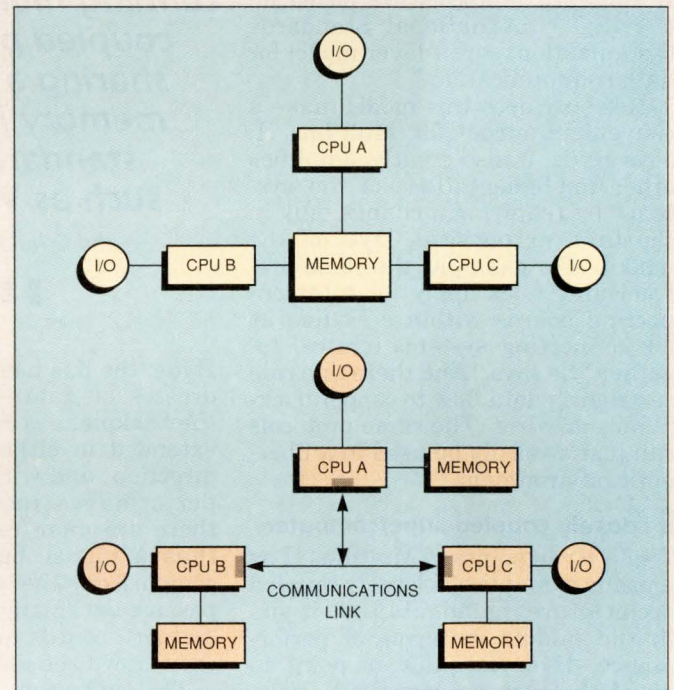 I/O
CPU A
I/O
CPU B
MEMORY
CPU C
I/O
I/O
CPU A
MEMORY
I/O
CPU B
CPU C
I/O
COMMUNICATIONS
LINK
MEMORY
MEMORY